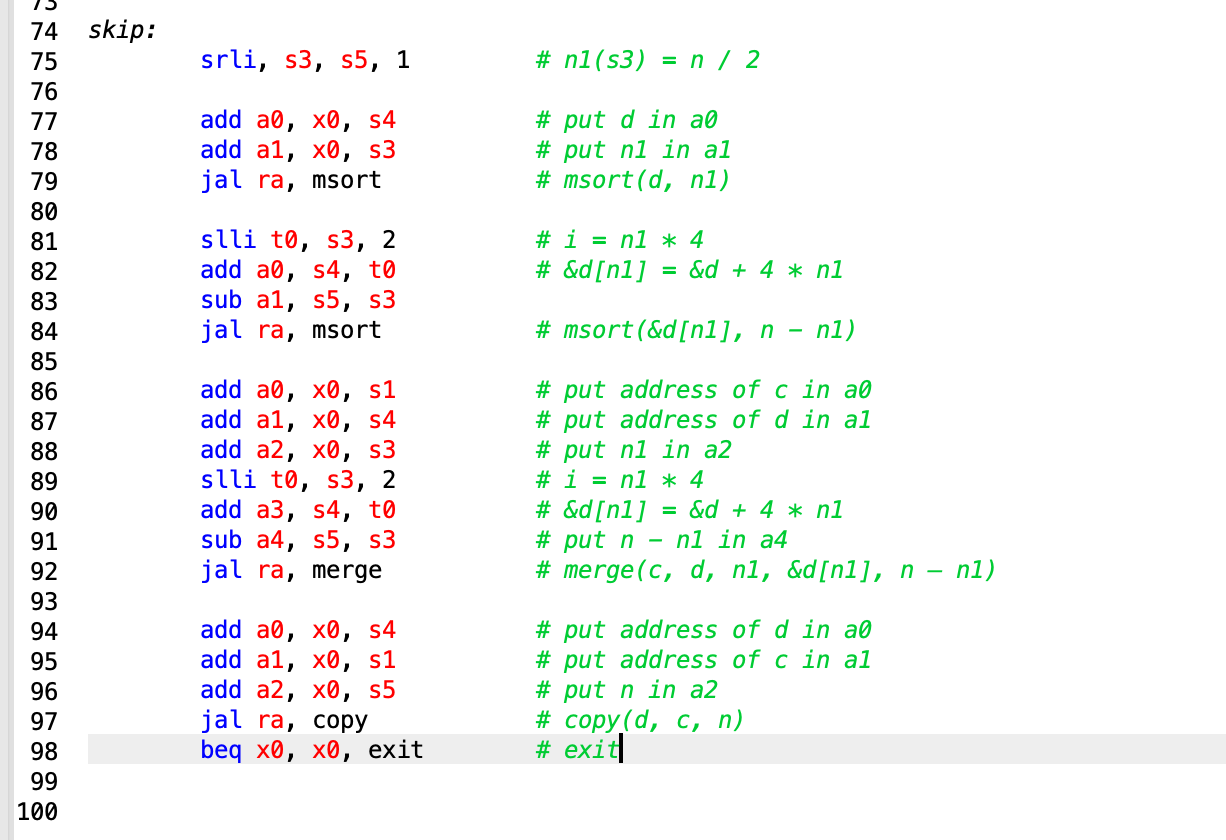 73
74 skip:
75 srli, s3, s5, 1 # n1(s3) = n / 2
76
77 add a0, x0, s4 # put d in a0
78 add a1, x0, s3 # put n1 in a1
79 jal ra, msort # msort(d, n1)
80
81 slli t0, s3, 2 # i = n1 * 4
82 add a0, s4, t0 # &d[n1] = &d + 4 * n1
83 sub a1, s5, s3
84 jal ra, msort # msort(&d[n1], n - n1)
85
86 add a0, x0, s1 # put address of c in a0
87 add a1, x0, s4 # put address of d in a1
88 add a2, x0, s3 # put n1 in a2
89 slli t0, s3, 2 # i = n1 * 4
90 add a3, s4, t0 # &d[n1] = &d + 4 * n1
91 sub a4, s5, s3 # put n - n1 in a4
92 jal ra, merge # merge(c, d, n1, &d[n1], n – n1)
93
94 add a0, x0, s4 # put address of d in a0
95 add a1, x0, s1 # put address of c in a1
96 add a2, x0, s5 # put n in a2
97 jal ra, copy # copy(d, c, n)
98 beq x0, x0, exit # exit
99
100